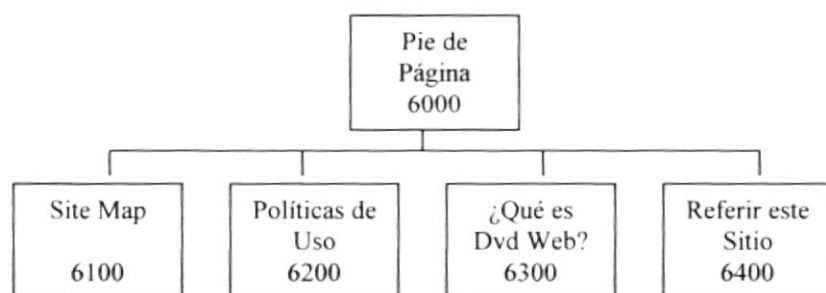 Pie de
Página
6000
Site Map
6100
Políticas de
Uso
6200
¿Qué es
Dvd Web?
6300
Referir este
Sitio
6400